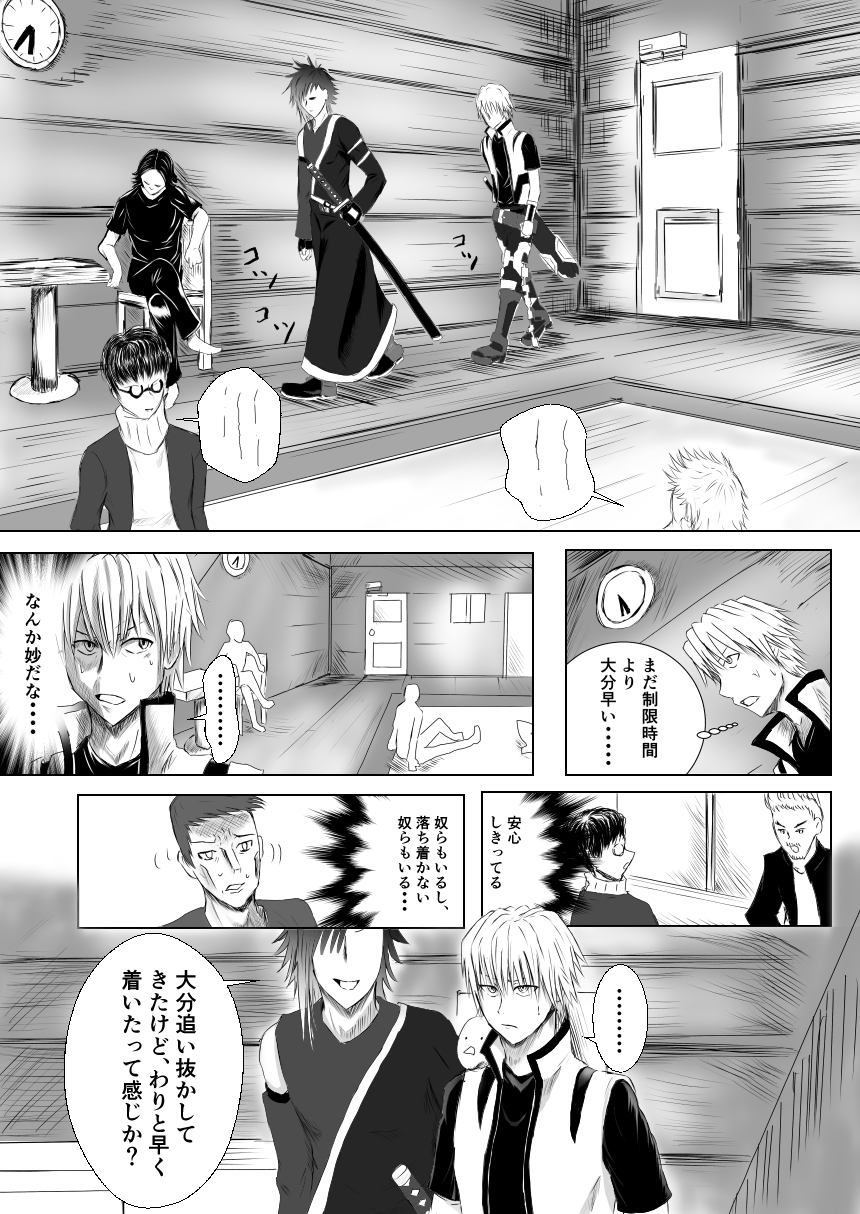 コツ
コツ
コツ
まだ制限時間
より
大分早い・・・・・
・・・・・・・・・
なんか妙だな・・・・
安心
しきってる
奴らもいるし、
落ち着かない
奴らもいる・・・
・・・・・・・・・
大分追い抜かして
きたけど、わりと早く
着いたって感じか？